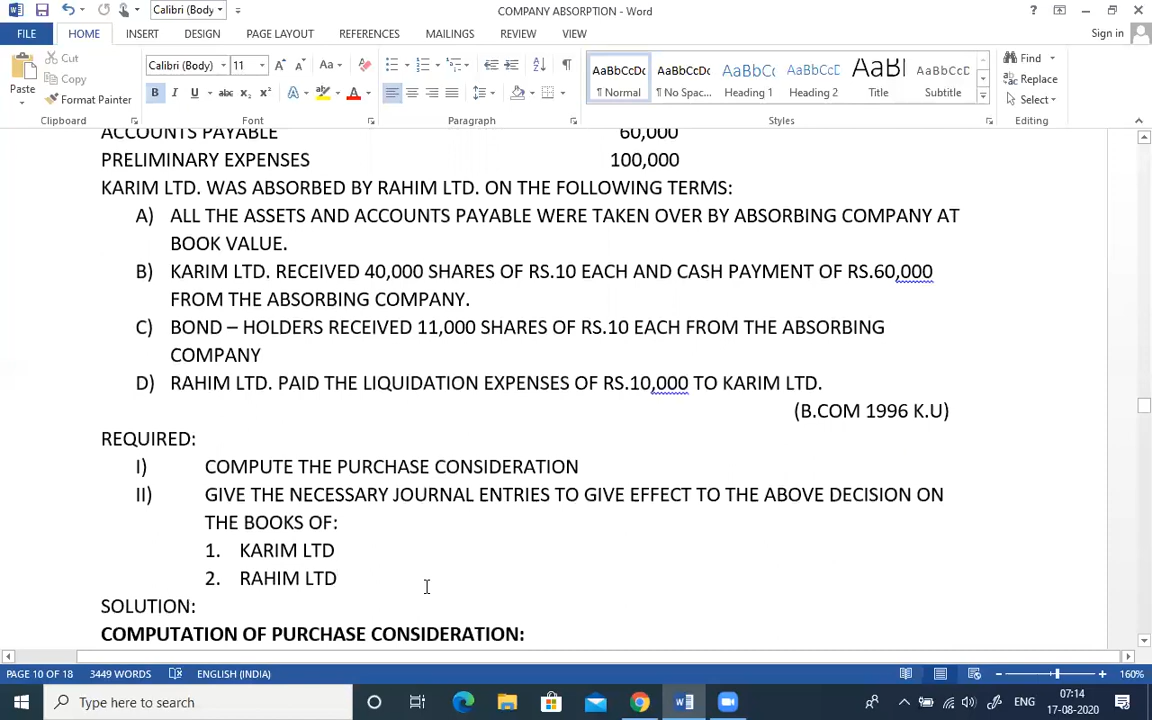 COMPANY ABSORPTION - Word
Calibri (Body
FILE HOME INSERT DESIGN PAGE LAYOUT REFERENCES MAILINGS REVIEW VIEW Sign in
Paste Cut Copy Format Painter
Calibri (Body) 11
B I U abc x₂ x² A A
AaBbCcDc AaBbCcDc AaBbCc AaBbCcC AaB AaBbCcD
¶ Normal ¶ No Spac... Heading 1 Heading 2 Title Subtitle
Find Replace Select
Clipboard Font Paragraph Styles Editing
ACCOUNTS PAYABLE 60,000
PRELIMINARY EXPENSES 100,000
KARIM LTD. WAS ABSORBED BY RAHIM LTD. ON THE FOLLOWING TERMS:
A) ALL THE ASSETS AND ACCOUNTS PAYABLE WERE TAKEN OVER BY ABSORBING COMPANY AT
BOOK VALUE.
B) KARIM LTD. RECEIVED 40,000 SHARES OF RS.10 EACH AND CASH PAYMENT OF RS.60,000
FROM THE ABSORBING COMPANY.
C) BOND – HOLDERS RECEIVED 11,000 SHARES OF RS.10 EACH FROM THE ABSORBING
COMPANY
D) RAHIM LTD. PAID THE LIQUIDATION EXPENSES OF RS.10,000 TO KARIM LTD.
(B.COM 1996 K.U)
REQUIRED:
I) COMPUTE THE PURCHASE CONSIDERATION
II) GIVE THE NECESSARY JOURNAL ENTRIES TO GIVE EFFECT TO THE ABOVE DECISION ON
THE BOOKS OF:
1. KARIM LTD
2. RAHIM LTD
SOLUTION:
COMPUTATION OF PURCHASE CONSIDERATION:
PAGE 10 OF 18 3449 WORDS ENGLISH (INDIA) 160%
Type here to search
ENG
07:14
17-08-2020